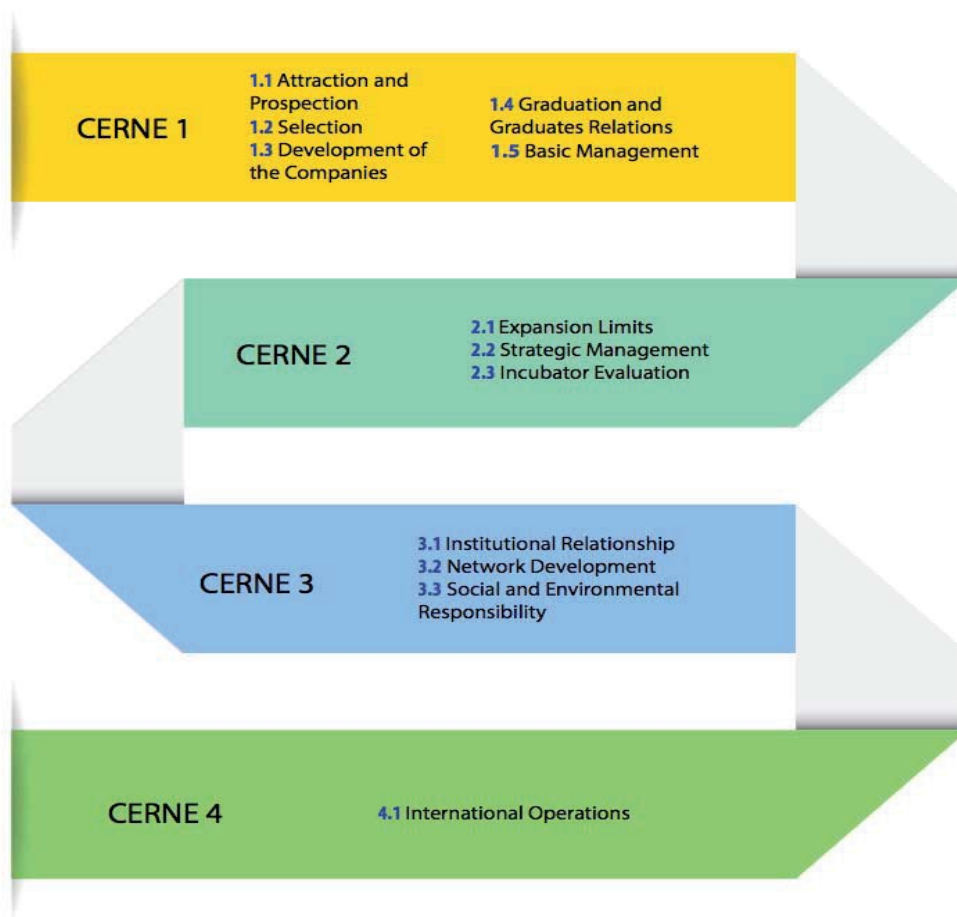 CERNE 1
1.1 Attraction and
Prospection
1.2 Selection
1.3 Development of
the Companies
1.4 Graduation and
Graduates Relations
1.5 Basic Management
CERNE 2
2.1 Expansion Limits
2.2 Strategic Management
2.3 Incubator Evaluation
CERNE 3
3.1 Institutional Relationship
3.2 Network Development
3.3 Social and Environmental
Responsibility
CERNE 4
4.1 International Operations